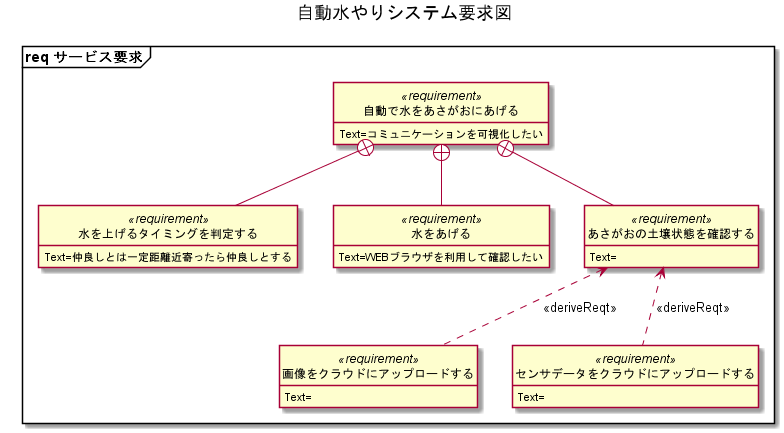 自動水やりシステム要求図
req サービス要求
«requirement»
自動で水をあさがおにあげる
Text=コミュニケーションを可視化したい
«requirement»
水を上げるタイミングを判定する
Text=仲良しとは一定距離近寄ったら仲良しとする
«requirement»
水をあげる
Text=WEBブラウザを利用して確認したい
«requirement»
あさがおの土壌状態を確認する
Text=
«deriveReqt»
«deriveReqt»
«requirement»
画像をクラウドにアップロードする
Text=
«requirement»
センサデータをクラウドにアップロードする
Text=